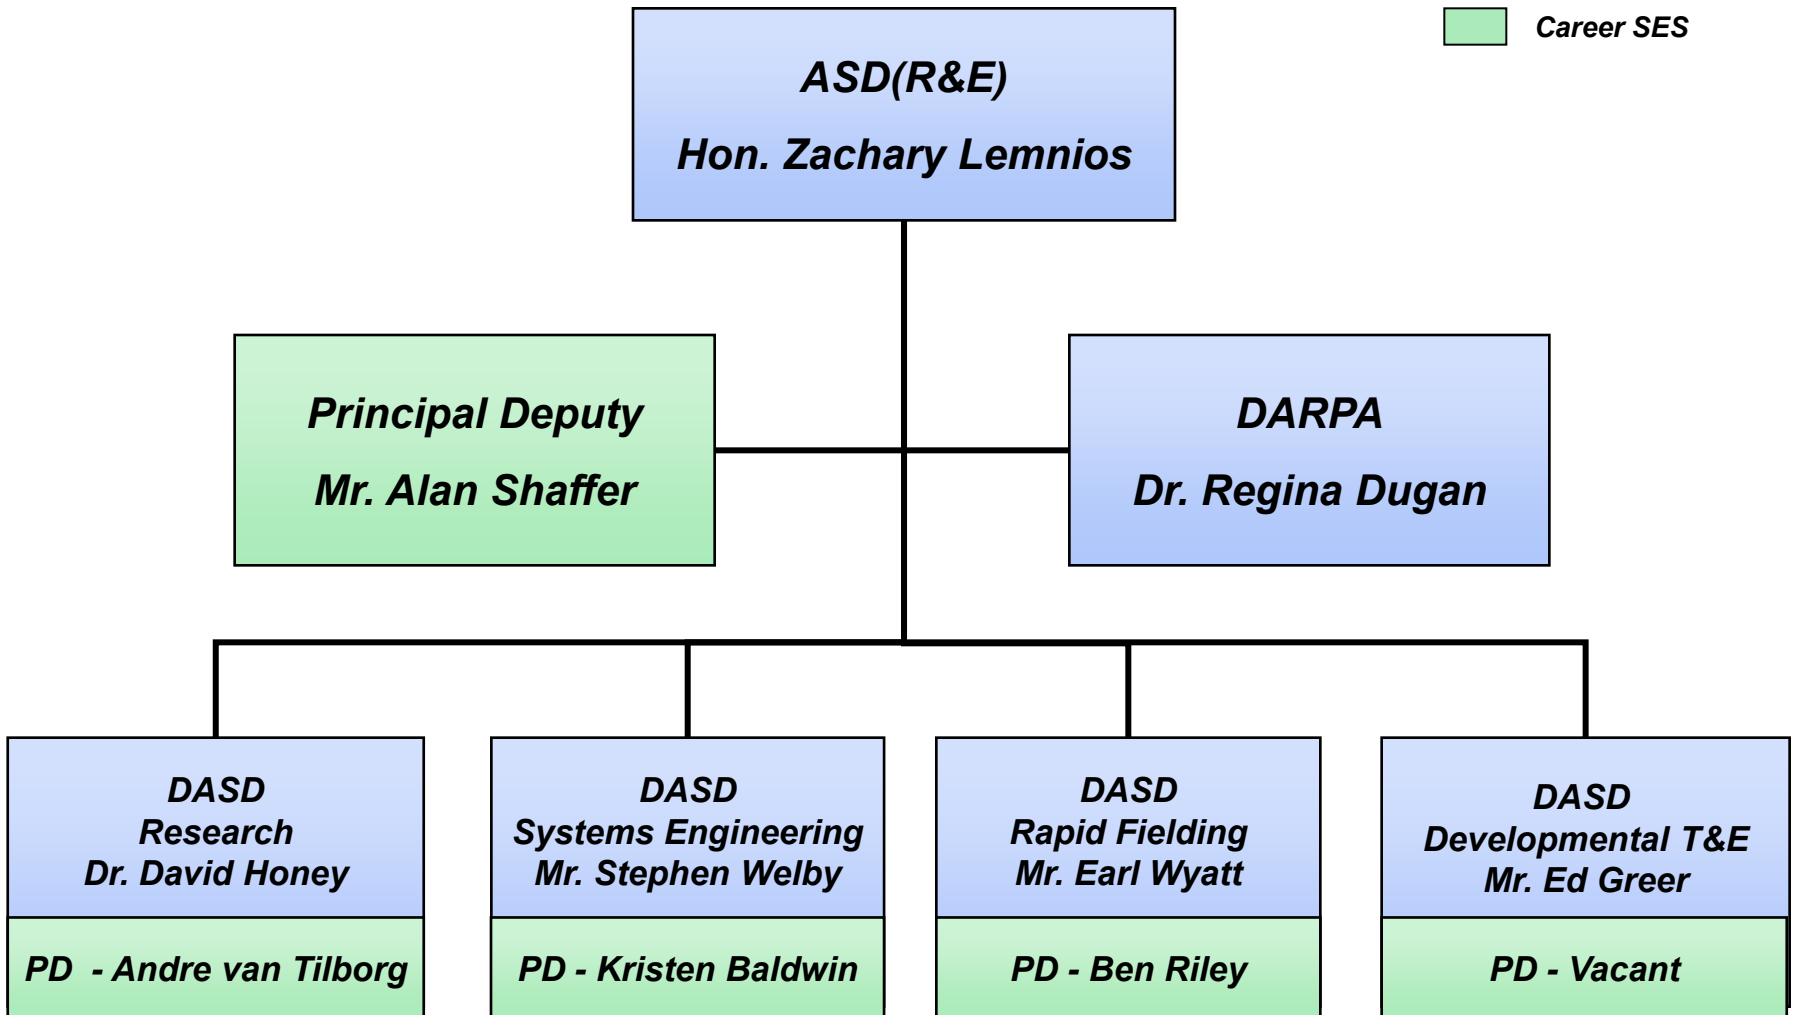 Career SES
ASD(R&E)
Hon. Zachary Lemnios
Principal Deputy
Mr. Alan Shaffer
DARPA
Dr. Regina Dugan
DASD
Research
Dr. David Honey
PD - Andre van Tilborg
DASD
Systems Engineering
Mr. Stephen Welby
PD - Kristen Baldwin
DASD
Rapid Fielding
Mr. Earl Wyatt
PD - Ben Riley
DASD
Developmental T&E
Mr. Ed Greer
PD - Vacant